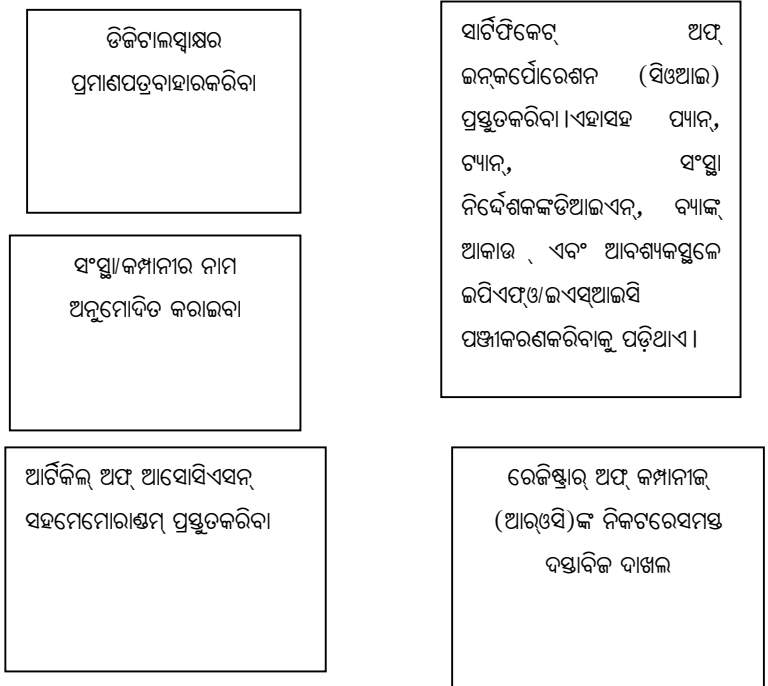 ଡିଜିଟାଲସ୍ୱାକ୍ଷର
ପ୍ରମାଣପତ୍ରବାହାରକରିବା
ସଂସ୍ଥା/କମ୍ପାନୀର ନାମ
ଅନୁମୋଦିତ କରାଇବା
ଆର୍ଟିକିଲ୍ ଅଫ୍ ଆସୋସିଏସନ୍
ସହମେମୋରାଣ୍ଡମ୍ ପ୍ରସ୍ତୁତକରିବା
ସାର୍ଟିଫିକେଟ୍ ଅଫ୍
ଇନ୍‌କର୍ପୋରେଶନ (ସିଓଆଇ)
ପ୍ରସ୍ତୁତକରିବା।ଏହାସହ ପ୍ୟାନ୍,
ଟ୍ୟାନ୍, ସଂସ୍ଥା
ନିର୍ଦ୍ଦେଶକଙ୍କଡିଆଇଏନ୍, ବ୍ୟାଙ୍କ୍
ଆକାଉ ୍ ଏବଂ ଆବଶ୍ୟକସ୍ଥଳେ
ଇପିଏଫ୍ଓ/ଇଏସ୍ଆଇସି
ପଞ୍ଜୀକରଣକରିବାକୁ ପଡ଼ିଥାଏ।
ରେଜିଷ୍ଟ୍ରାର୍ ଅଫ୍ କମ୍ପାନୀଜ୍
(ଆର୍ଓସି)ଙ୍କ ନିକଟରେସମସ୍ତ
ଦସ୍ତାବିଜ ଦାଖଲ